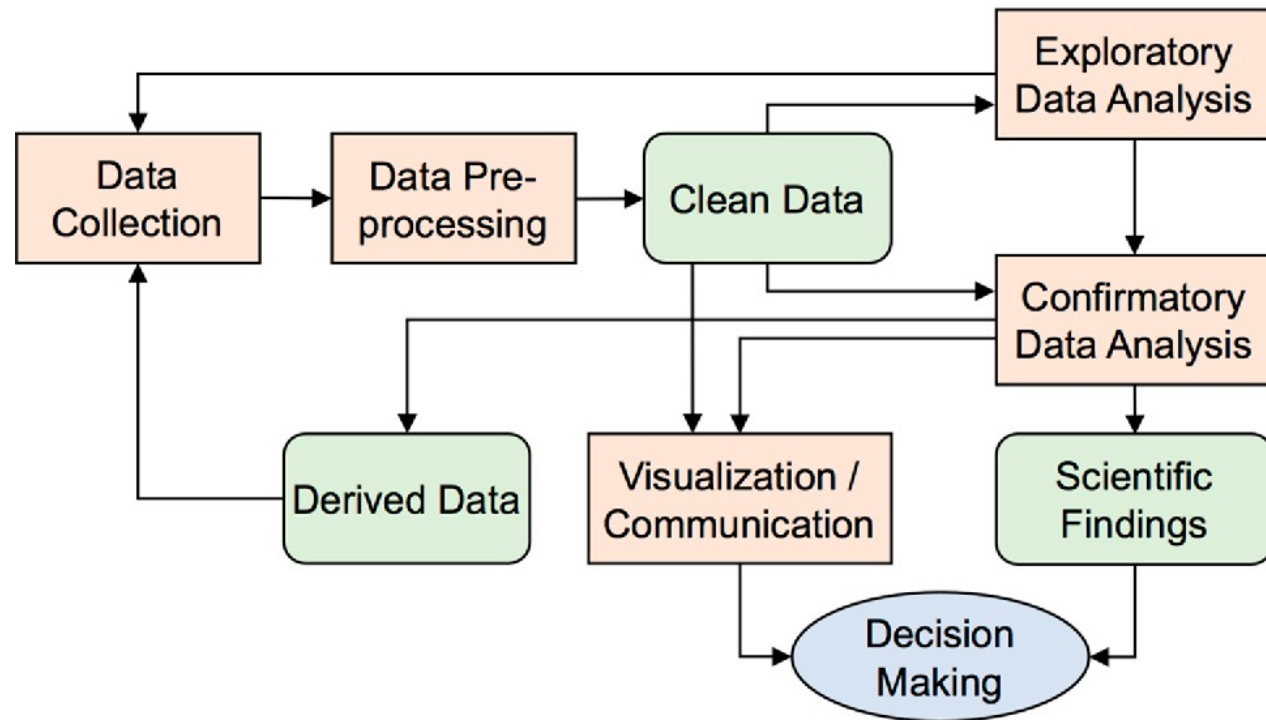 Exploratory
Data Analysis
Data
Collection
Data Pre-
processing
Clean Data
Confirmatory
Data Analysis
Derived Data
Visualization /
Communication
Scientific
Findings
Decision
Making